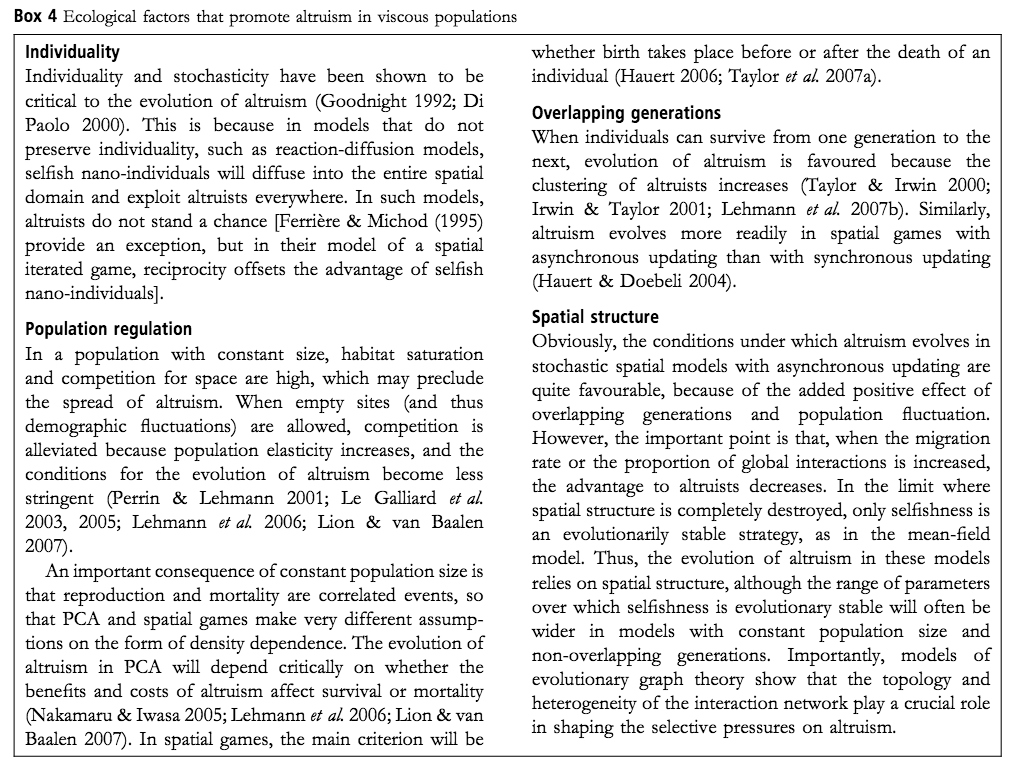 Box 4 Ecological factors that promote altruism in viscous populations
Individuality
Individuality and stochasticity have been shown to be
critical to the evolution of altruism (Goodnight 1992; Di
Paolo 2000). This is because in models that do not
preserve individuality, such as reaction-diffusion models,
selfish nano-individuals will diffuse into the entire spatial
domain and exploit altruists everywhere. In such models,
altruists do not stand a chance [Ferrière & Michod (1995)
provide an exception, but in their model of a spatial
iterated game, reciprocity offsets the advantage of selfish
nano-individuals].
Population regulation
In a population with constant size, habitat saturation
and competition for space are high, which may preclude
the spread of altruism. When empty sites (and thus
demographic fluctuations) are allowed, competition is
alleviated because population elasticity increases, and the
conditions for the evolution of altruism become less
stringent (Perrin & Lehmann 2001; Le Galliard et al.
2003, 2005; Lehmann et al. 2006; Lion & van Baalen
2007).
An important consequence of constant population size is
that reproduction and mortality are correlated events, so
that PCA and spatial games make very different assump-
tions on the form of density dependence. The evolution of
altruism in PCA will depend critically on whether the
benefits and costs of altruism affect survival or mortality
(Nakamaru & Iwasa 2005; Lehmann et al. 2006; Lion & van
Baalen 2007). In spatial games, the main criterion will be
whether birth takes place before or after the death of an
individual (Hauert 2006; Taylor et al. 2007a).
Overlapping generations
When individuals can survive from one generation to the
next, evolution of altruism is favoured because the
clustering of altruists increases (Taylor & Irwin 2000;
Irwin & Taylor 2001; Lehmann et al. 2007b). Similarly,
altruism evolves more readily in spatial games with
asynchronous updating than with synchronous updating
(Hauert & Doebeli 2004).
Spatial structure
Obviously, the conditions under which altruism evolves in
stochastic spatial models with asynchronous updating are
quite favourable, because of the added positive effect of
overlapping generations and population fluctuation.
However, the important point is that, when the migration
rate or the proportion of global interactions is increased,
the advantage to altruists decreases. In the limit where
spatial structure is completely destroyed, only selfishness is
an evolutionarily stable strategy, as in the mean-field
model. Thus, the evolution of altruism in these models
relies on spatial structure, although the range of parameters
over which selfishness is evolutionary stable will often be
wider in models with constant population size and
non-overlapping generations. Importantly, models of
evolutionary graph theory show that the topology and
heterogeneity of the interaction network play a crucial role
in shaping the selective pressures on altruism.